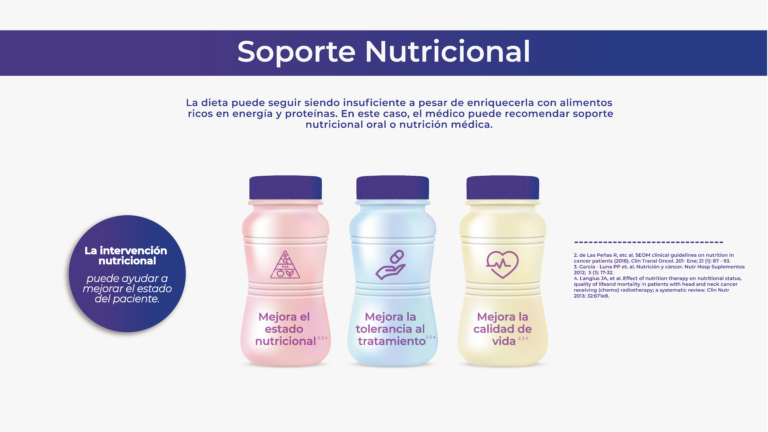 Soporte Nutricional
La dieta puede seguir siendo insuficiente a pesar de enriquecerla con alimentos
ricos en energía y proteínas. En este caso, el médico puede recomendar soporte
nutricional oral o nutrición médica.
La intervención
nutricional
puede ayudar a
mejorar el estado
del paciente.
Mejora el
estado
nutricional 2 3 4
Mejora la
tolerancia al
tratamiento 2 3 4
Mejora la
calidad de
vida 2 3 4
2. de Las Peñas R, etc al. SEOM clinical guidelines on nutrition in
cancer patients (2018). Clin Transl Oncol. 201- Ene; 21 (1): 87 - 93.
3. García - Luna PP et. al. Nutrición y cáncer. Nutr Hosp Suplementos
2012; 5 (1): 17-32.
4. Langius JA, et al. Effect of nutrition therapy on nutritional status,
quality of lifeand mortality in patients with head and neck cancer
receiving (chemo) radiotherapy; a systematic review. Clin Nutr
2013; 32:671e8.